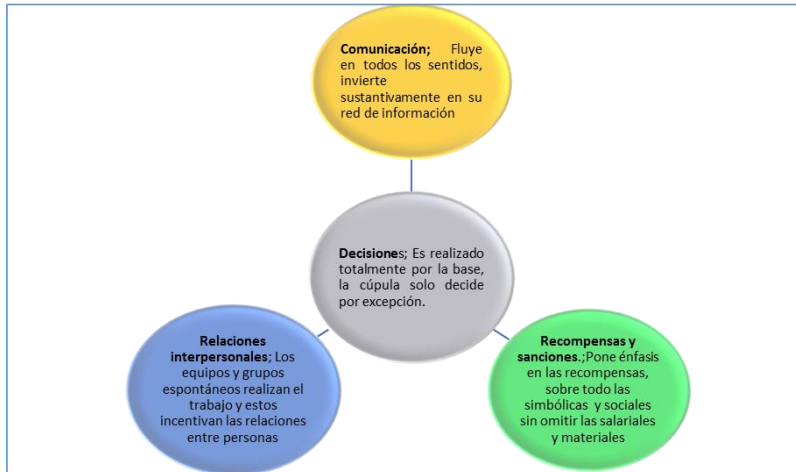 Comunicación; Fluye
en todos los sentidos,
invierte
sustantivamente en su
red de información
Decisiones; Es realizado
totalmente por la base,
la cúpula solo decide
por excepción.
Relaciones
interpersonales; Los
equipos y grupos
espontáneos realizan el
trabajo y estos
incentivan las relaciones
entre personas
Recompensas y
sanciones.;Pone énfasis
en las recompensas,
sobre todo las
simbólicas y sociales
sin omitir las salariales
y materiales